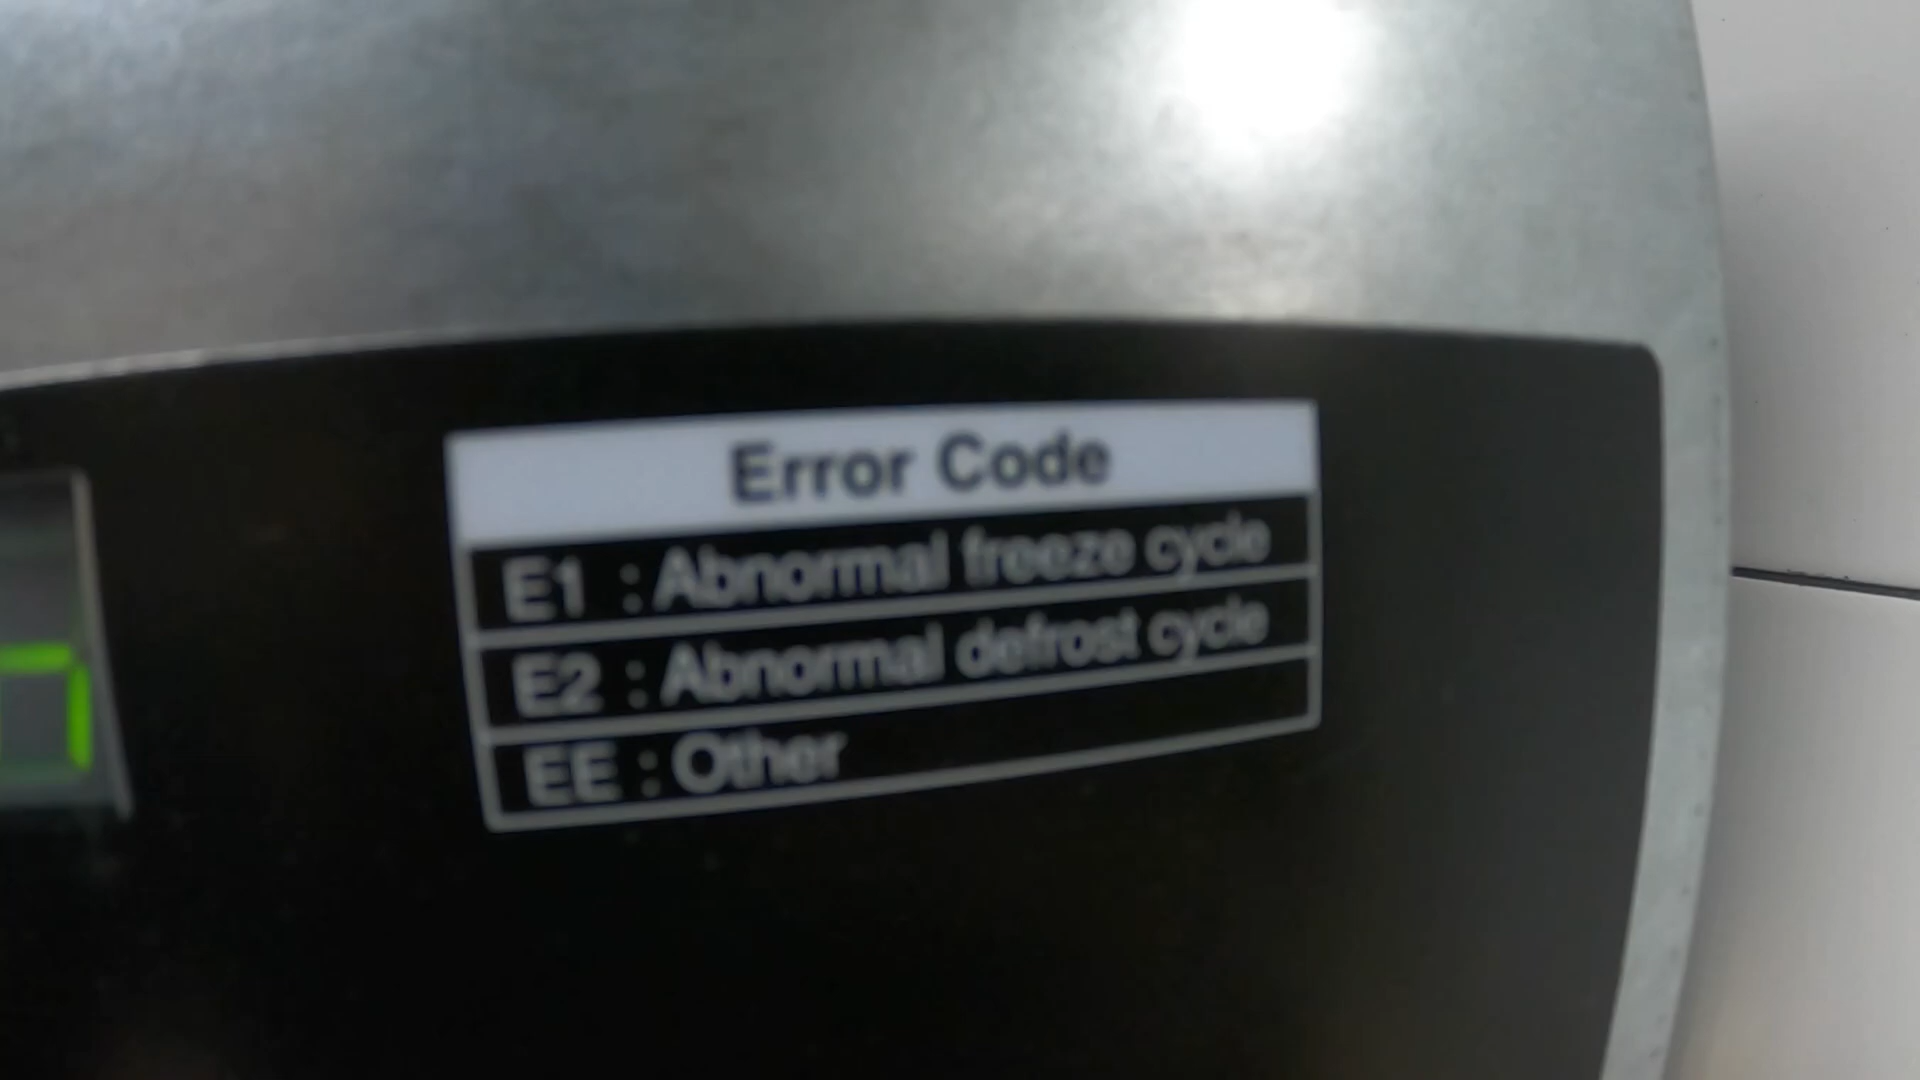 Error Code
E1 : Abnormal freeze cycle
E2 : Abnormal defrost cycle
EE : Other